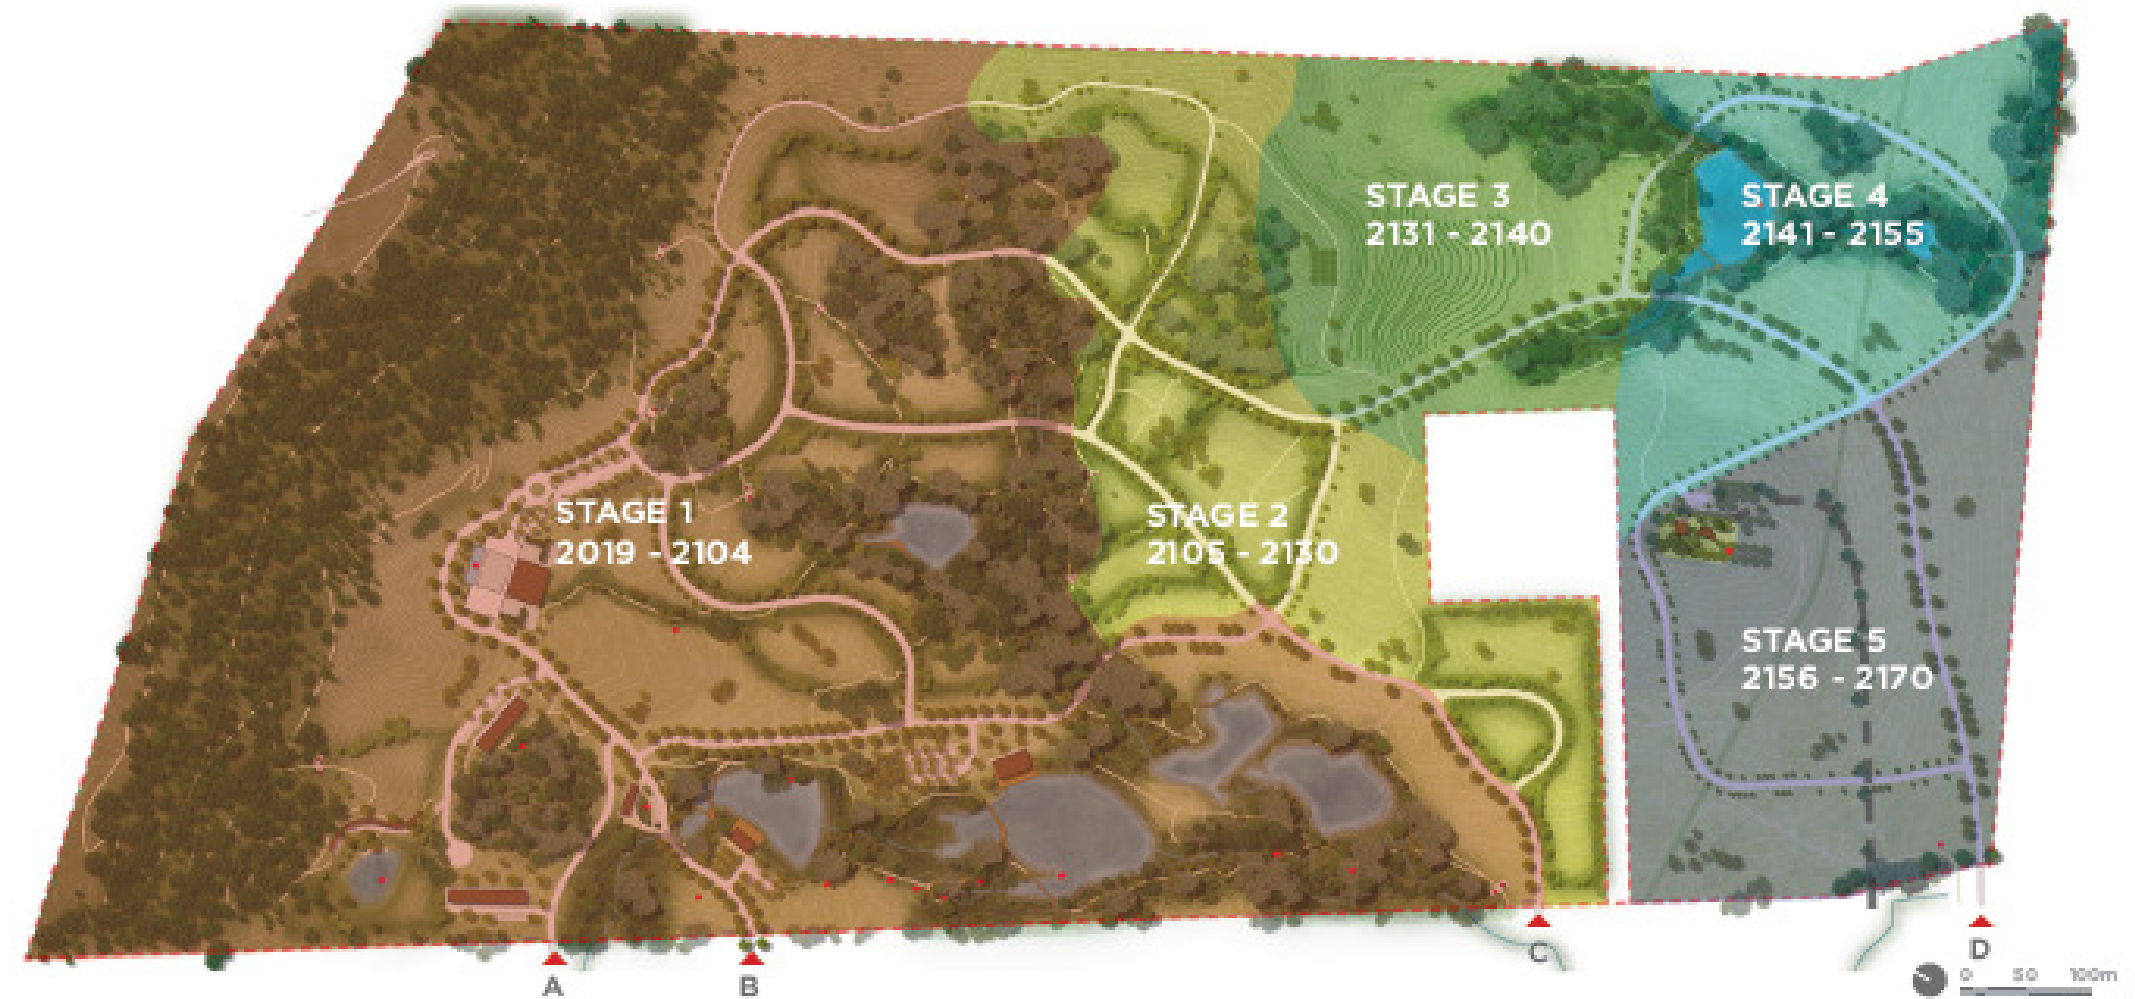 STAGE 3
2131 - 2140
STAGE 4
2141 - 2155
STAGE 1
2019 - 2104
STAGE 2
2105 - 2130
STAGE 5
2156 - 2170
A
B
C
D
0 50 100m